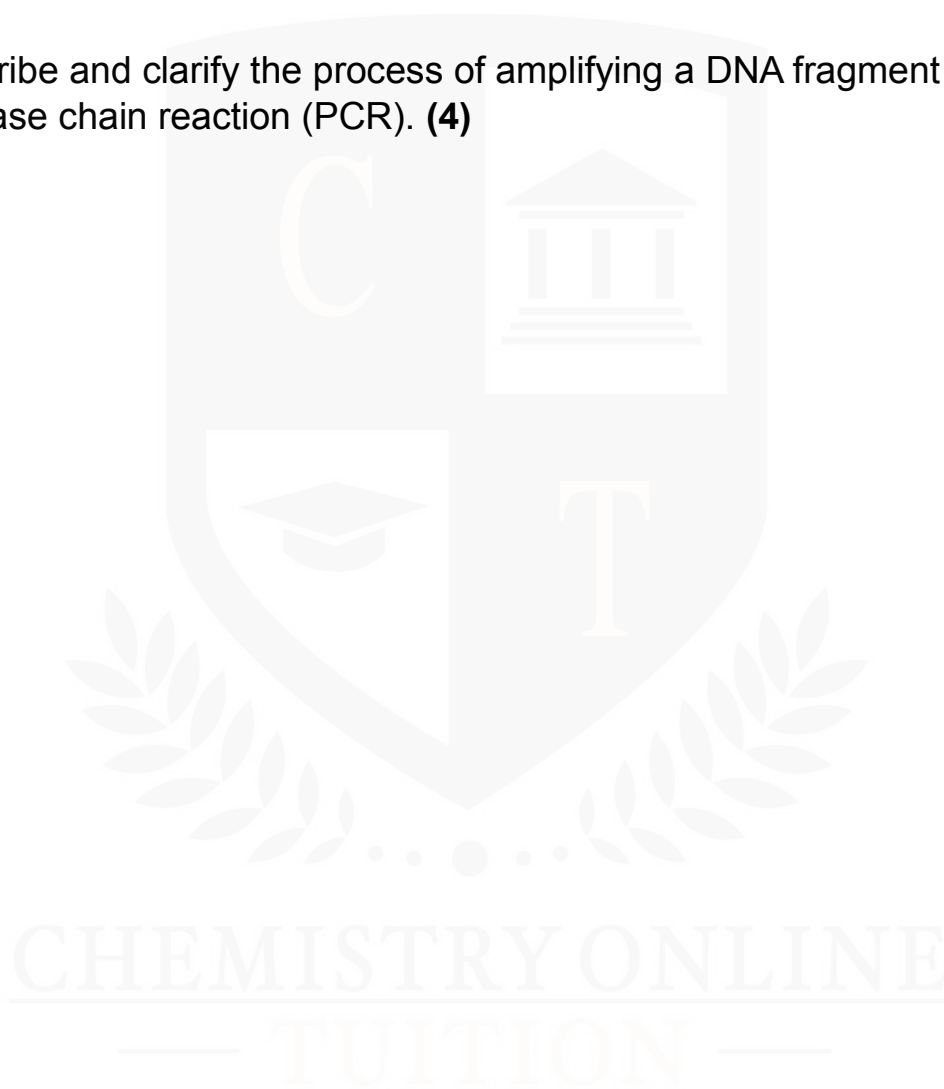 ribe and clarify the process of amplifying a DNA fragment
ase chain reaction (PCR). (4)
C
T
CHEMISTRY ONLINE
TUITION